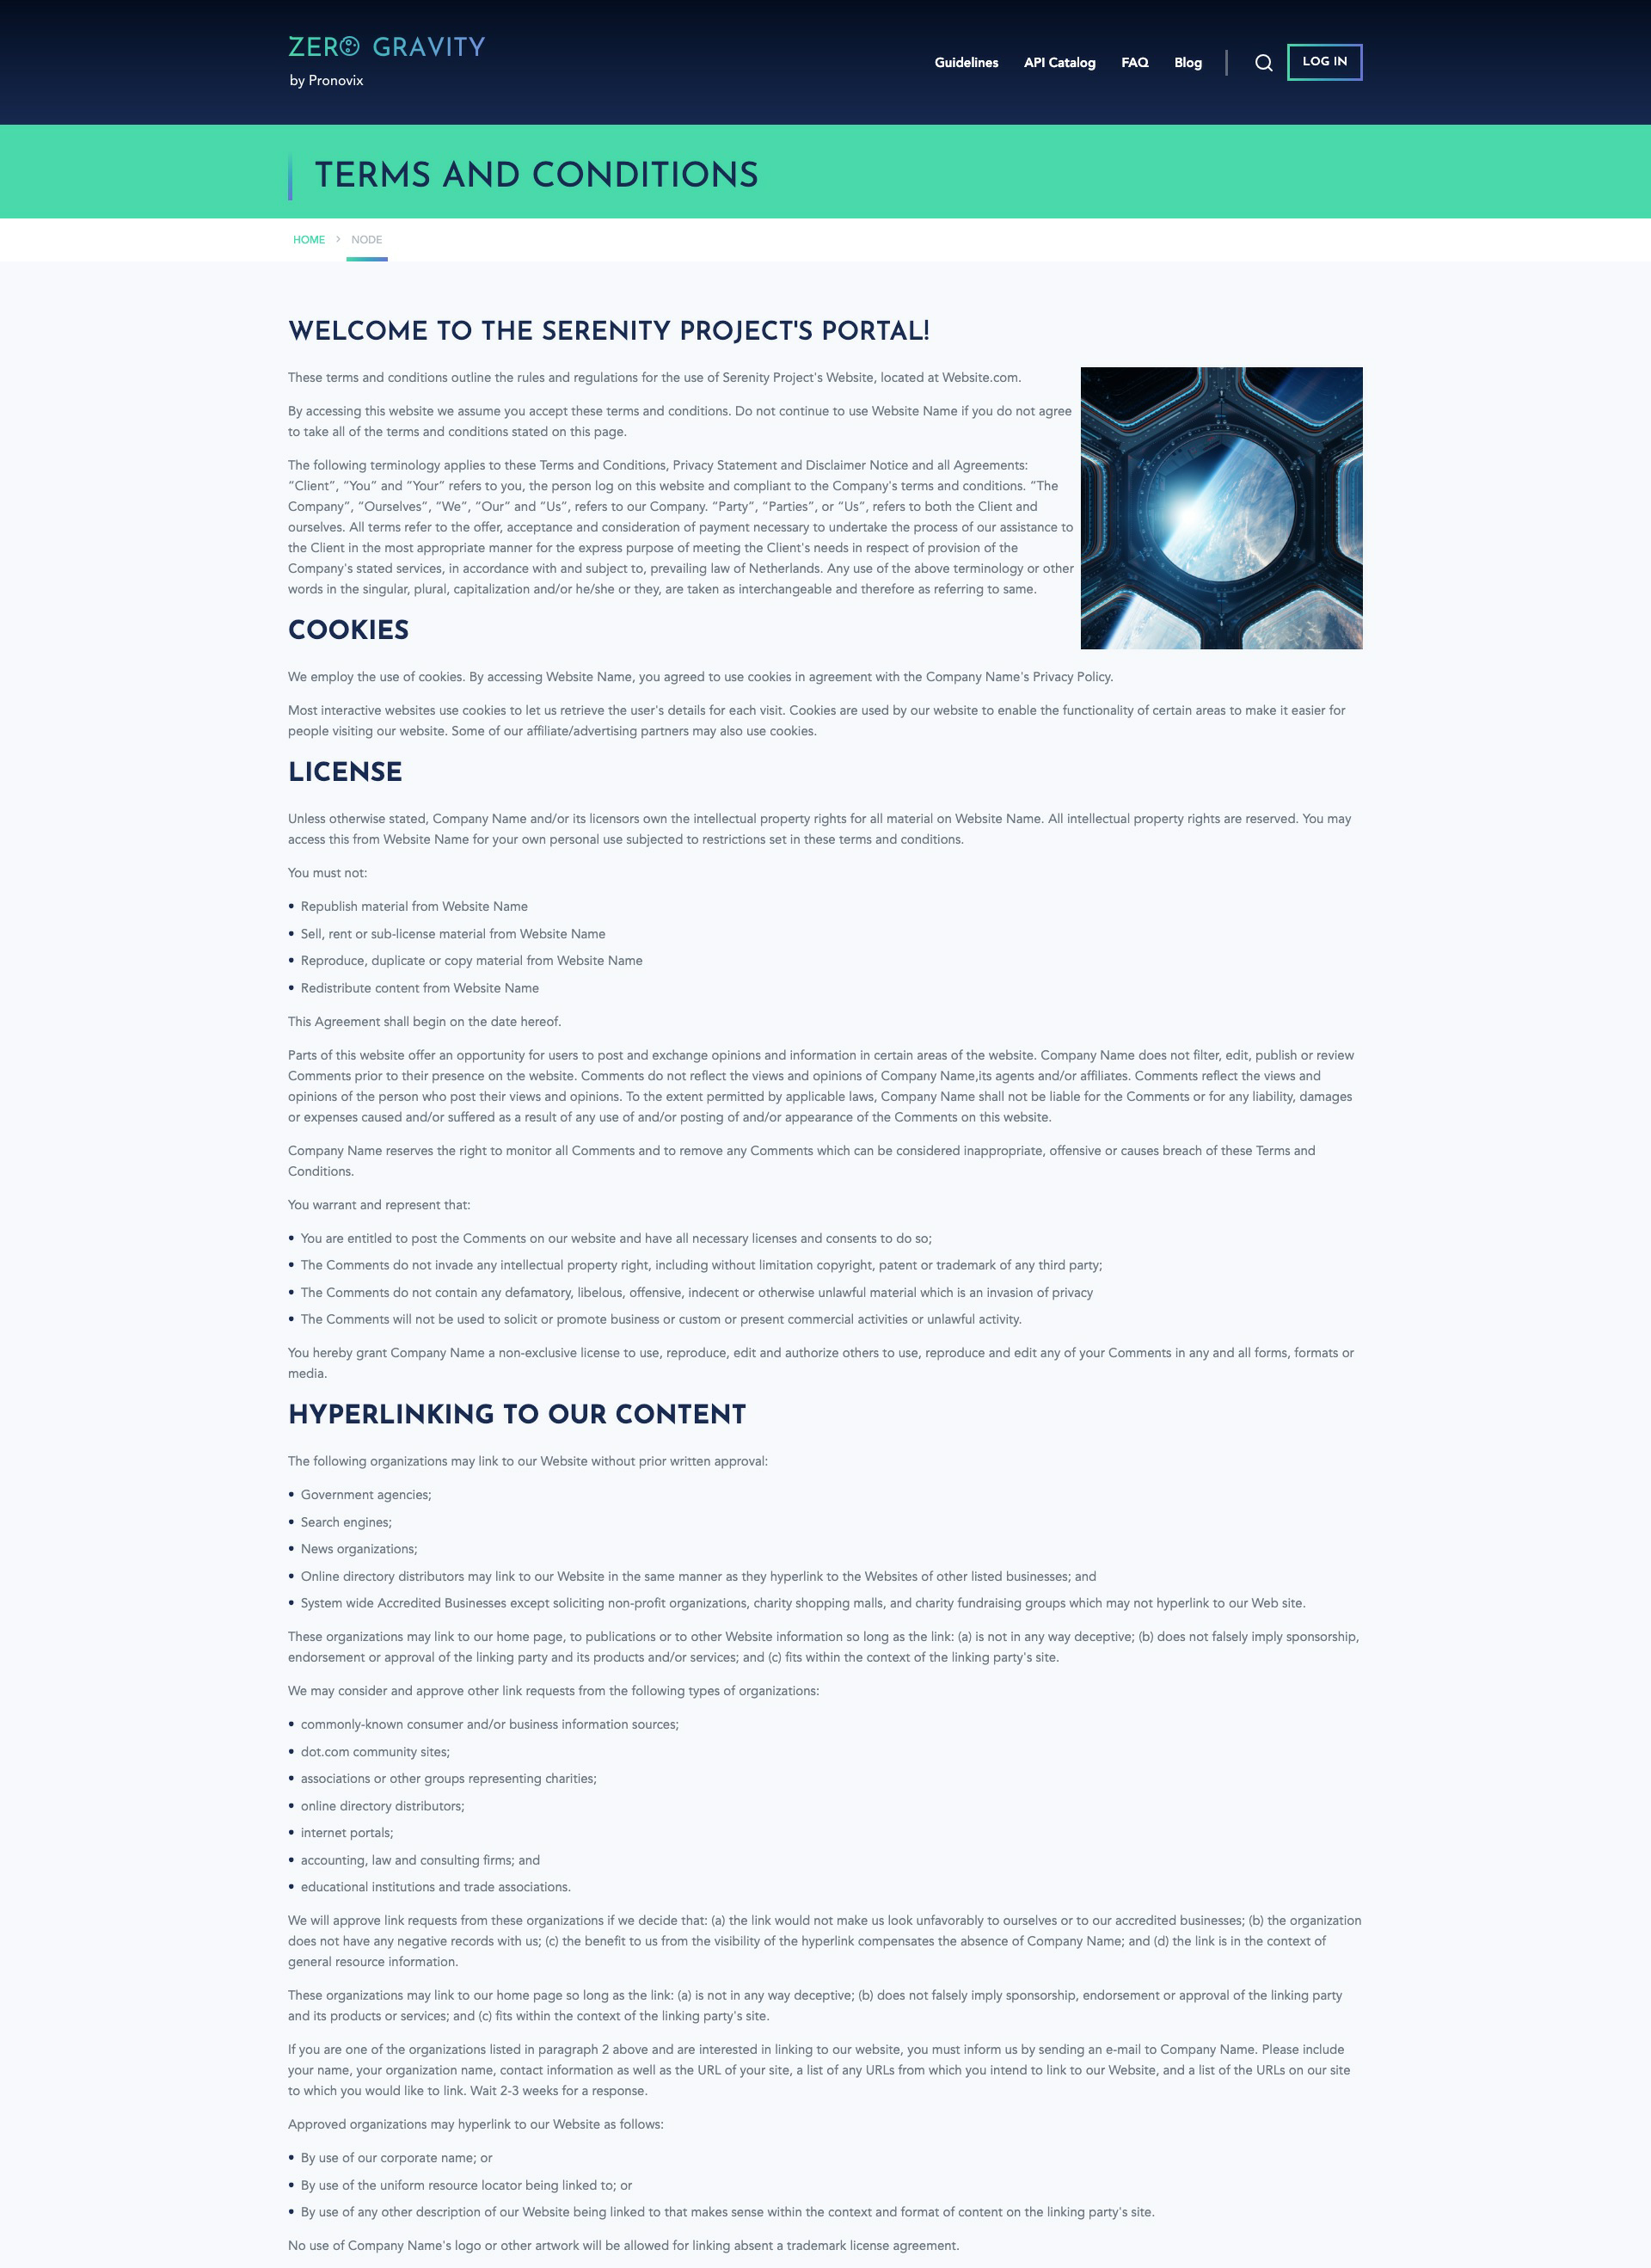 ZERO GRAVITY
by Pronovix
Guidelines API Catalog FAQ Blog LOG IN
TERMS AND CONDITIONS
HOME > NODE
WELCOME TO THE SERENITY PROJECT'S PORTAL!
These terms and conditions outline the rules and regulations for the use of Serenity Project's Website, located at Website.com.
By accessing this website we assume you accept these terms and conditions. Do not continue to use Website Name if you do not agree
to take all of the terms and conditions stated on this page.
The following terminology applies to these Terms and Conditions, Privacy Statement and Disclaimer Notice and all Agreements:
“Client”, “You” and “Your” refers to you, the person log on this website and compliant to the Company's terms and conditions. “The
Company”, “Ourselves”, “We”, “Our” and “Us”, refers to our Company. “Party”, “Parties”, or “Us”, refers to both the Client and
ourselves. All terms refer to the offer, acceptance and consideration of payment necessary to undertake the process of our assistance to
the Client in the most appropriate manner for the express purpose of meeting the Client's needs in respect of provision of the
Company's stated services, in accordance with and subject to, prevailing law of Netherlands. Any use of the above terminology or other
words in the singular, plural, capitalization and/or he/she or they, are taken as interchangeable and therefore as referring to same.
COOKIES
We employ the use of cookies. By accessing Website Name, you agreed to use cookies in agreement with the Company Name's Privacy Policy.
Most interactive websites use cookies to let us retrieve the user's details for each visit. Cookies are used by our website to enable the functionality of certain areas to make it easier for
people visiting our website. Some of our affiliate/advertising partners may also use cookies.
LICENSE
Unless otherwise stated, Company Name and/or its licensors own the intellectual property rights for all material on Website Name. All intellectual property rights are reserved. You may
access this from Website Name for your own personal use subjected to restrictions set in these terms and conditions.
You must not:
• Republish material from Website Name
• Sell, rent or sub-license material from Website Name
• Reproduce, duplicate or copy material from Website Name
• Redistribute content from Website Name
This Agreement shall begin on the date hereof.
Parts of this website offer an opportunity for users to post and exchange opinions and information in certain areas of the website. Company Name does not filter, edit, publish or review
Comments prior to their presence on the website. Comments do not reflect the views and opinions of Company Name,its agents and/or affiliates. Comments reflect the views and
opinions of the person who post their views and opinions. To the extent permitted by applicable laws, Company Name shall not be liable for the Comments or for any liability, damages
or expenses caused and/or suffered as a result of any use of and/or posting of and/or appearance of the Comments on this website.
Company Name reserves the right to monitor all Comments and to remove any Comments which can be considered inappropriate, offensive or causes breach of these Terms and
Conditions.
You warrant and represent that:
• You are entitled to post the Comments on our website and have all necessary licenses and consents to do so;
• The Comments do not invade any intellectual property right, including without limitation copyright, patent or trademark of any third party;
• The Comments do not contain any defamatory, libelous, offensive, indecent or otherwise unlawful material which is an invasion of privacy
• The Comments will not be used to solicit or promote business or custom or present commercial activities or unlawful activity.
You hereby grant Company Name a non-exclusive license to use, reproduce, edit and authorize others to use, reproduce and edit any of your Comments in any and all forms, formats or
media.
HYPERLINKING TO OUR CONTENT
The following organizations may link to our Website without prior written approval:
• Government agencies;
• Search engines;
• News organizations;
• Online directory distributors may link to our Website in the same manner as they hyperlink to the Websites of other listed businesses; and
• System wide Accredited Businesses except soliciting non-profit organizations, charity shopping malls, and charity fundraising groups which may not hyperlink to our Web site.
These organizations may link to our home page, to publications or to other Website information so long as the link: (a) is not in any way deceptive; (b) does not falsely imply sponsorship,
endorsement or approval of the linking party and its products and/or services; and (c) fits within the context of the linking party's site.
We may consider and approve other link requests from the following types of organizations:
• commonly-known consumer and/or business information sources;
• dot.com community sites;
• associations or other groups representing charities;
• online directory distributors;
• internet portals;
• accounting, law and consulting firms; and
• educational institutions and trade associations.
We will approve link requests from these organizations if we decide that: (a) the link would not make us look unfavorably to ourselves or to our accredited businesses; (b) the organization
does not have any negative records with us; (c) the benefit to us from the visibility of the hyperlink compensates the absence of Company Name; and (d) the link is in the context of
general resource information.
These organizations may link to our home page so long as the link: (a) is not in any way deceptive; (b) does not falsely imply sponsorship, endorsement or approval of the linking party
and its products or services; and (c) fits within the context of the linking party's site.
If you are one of the organizations listed in paragraph 2 above and are interested in linking to our website, you must inform us by sending an e-mail to Company Name. Please include
your name, your organization name, contact information as well as the URL of your site, a list of any URLs from which you intend to link to our Website, and a list of the URLs on our site
to which you would like to link. Wait 2-3 weeks for a response.
Approved organizations may hyperlink to our Website as follows:
• By use of our corporate name; or
• By use of the uniform resource locator being linked to; or
• By use of any other description of our Website being linked to that makes sense within the context and format of content on the linking party's site.
No use of Company Name's logo or other artwork will be allowed for linking absent a trademark license agreement.